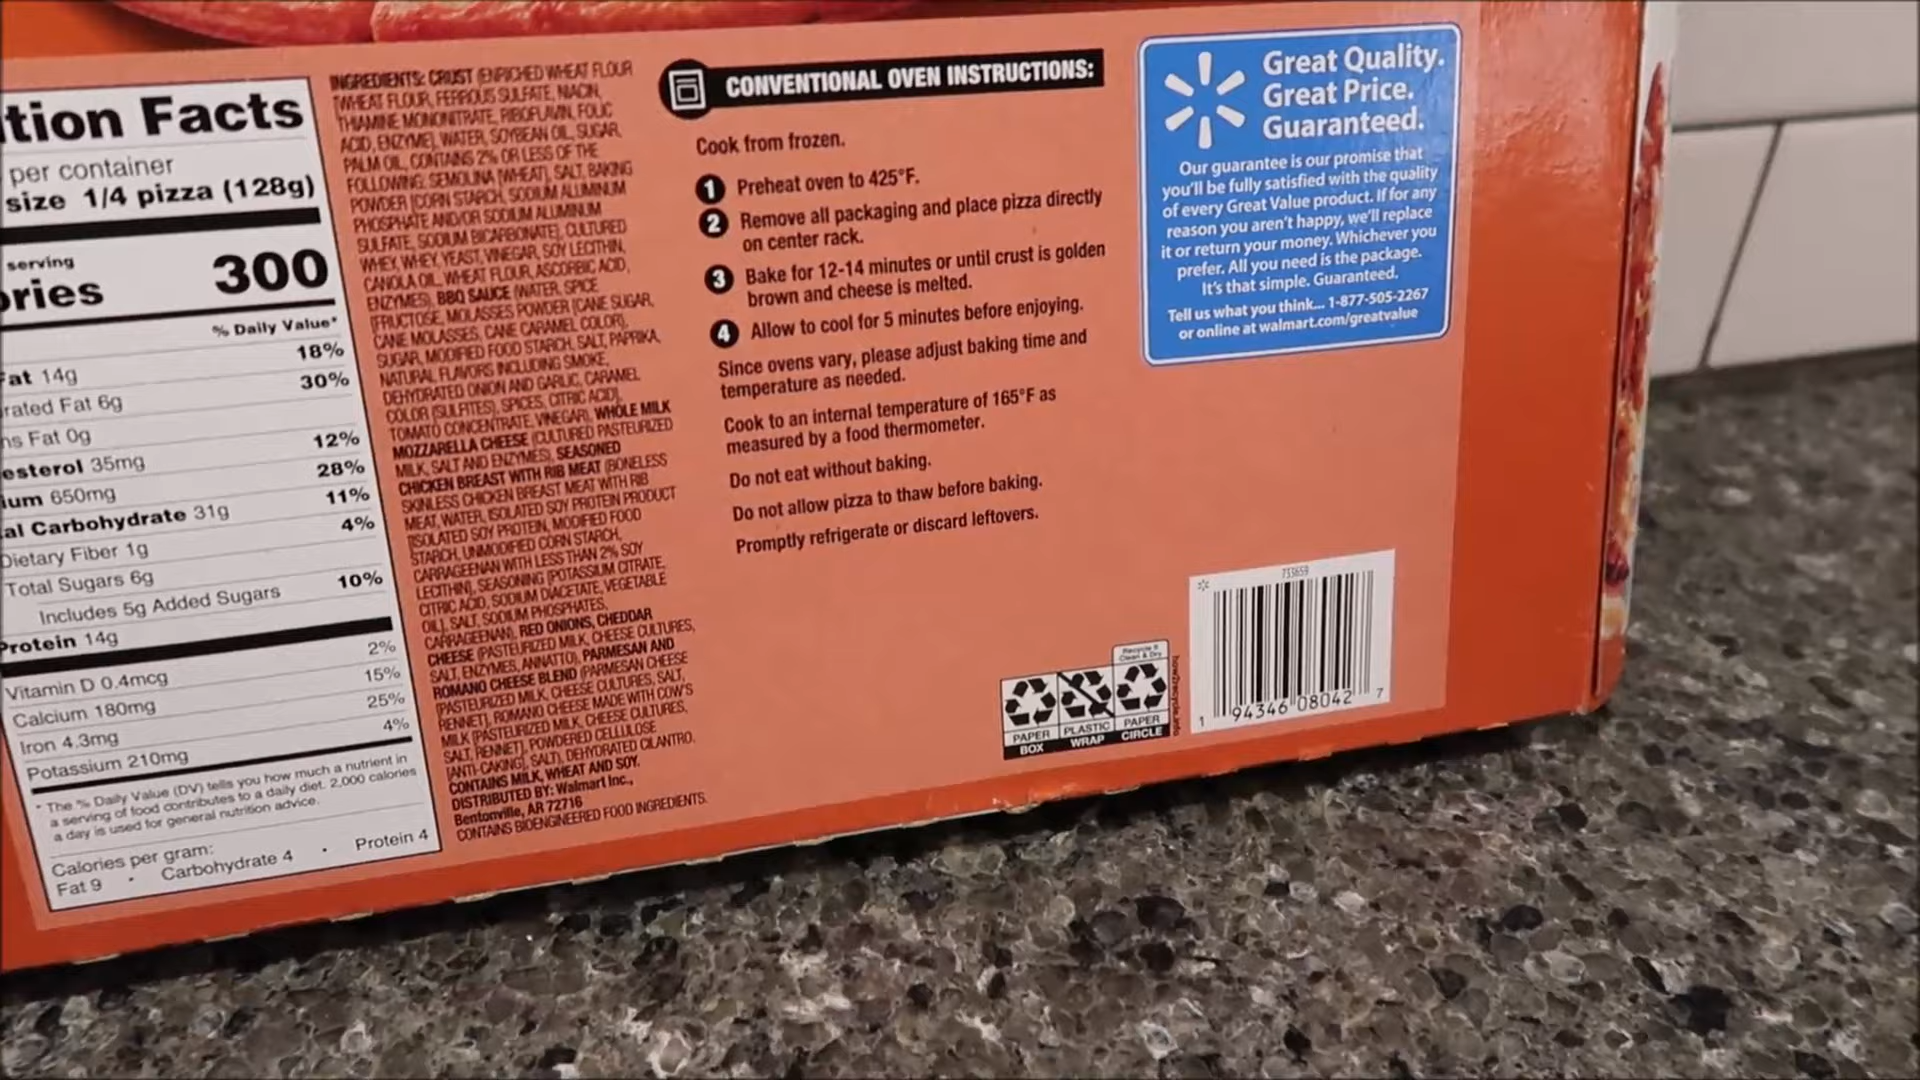 tion Facts
per container
size 1/4 pizza (128g)
serving
ories 300
% Daily Value*
Fat 14g 18%
rated Fat 6g 30%
ns Fat 0g
esterol 35mg 12%
ium 650mg 28%
al Carbohydrate 31g 11%
Dietary Fiber 1g 4%
Total Sugars 6g
Includes 5g Added Sugars 10%
Protein 14g
Vitamin D 0.4mcg 2%
Calcium 180mg 15%
Iron 4.3mg 25%
Potassium 210mg 4%
* The % Daily Value (DV) tells you how much a nutrient in
a serving of food contributes to a daily diet. 2,000 calories
a day is used for general nutrition advice.
Calories per gram:
Fat 9 • Carbohydrate 4 • Protein 4
INGREDIENTS: CRUST (ENRICHED WHEAT FLOUR
[WHEAT FLOUR, FERROUS SULFATE, NIACIN,
THIAMINE MONONITRATE, RIBOFLAVIN, FOLIC
ACID, ENZYME], WATER, SOYBEAN OIL, SUGAR,
PALM OIL, CONTAINS 2% OR LESS OF THE
FOLLOWING: SEMOLINA [WHEAT], SALT, BAKING
POWDER [CORN STARCH, SODIUM ALUMINUM
PHOSPHATE AND/OR SODIUM ALUMINUM
SULFATE, SODIUM BICARBONATE], CULTURED
WHEY, WHEY, YEAST, VINEGAR, SOY LECITHIN,
CANOLA OIL, WHEAT FLOUR, ASCORBIC ACID,
ENZYMES), BBQ SAUCE (WATER, SPICE
[FRUCTOSE, MOLASSES POWDER (CANE SUGAR,
CANE MOLASSES, CANE CARAMEL COLOR),
SUGAR, MODIFIED FOOD STARCH, SALT, PAPRIKA,
NATURAL FLAVORS INCLUDING SMOKE,
DEHYDRATED ONION AND GARLIC, CARAMEL
COLOR (SULFITES), SPICES, CITRIC ACID],
TOMATO CONCENTRATE, VINEGAR), WHOLE MILK
MOZZARELLA CHEESE (CULTURED PASTEURIZED
MILK, SALT AND ENZYMES), SEASONED
CHICKEN BREAST WITH RIB MEAT (BONELESS
SKINLESS CHICKEN BREAST MEAT WITH RIB
MEAT, WATER, ISOLATED SOY PROTEIN PRODUCT
[ISOLATED SOY PROTEIN, MODIFIED FOOD
STARCH, UNMODIFIED CORN STARCH,
CARRAGEENAN WITH LESS THAN 2% SOY
LECITHIN], SEASONING [POTASSIUM CITRATE,
CITRIC ACID, SODIUM DIACETATE, VEGETABLE
OIL], SALT, SODIUM PHOSPHATES,
CARRAGEENAN), RED ONIONS, CHEDDAR
CHEESE (PASTEURIZED MILK, CHEESE CULTURES,
SALT, ENZYMES, ANNATTO), PARMESAN AND
ROMANO CHEESE BLEND (PARMESAN CHEESE
[PASTEURIZED MILK, CHEESE CULTURES, SALT,
RENNET], ROMANO CHEESE MADE WITH COW'S
MILK [PASTEURIZED MILK, CHEESE CULTURES,
SALT, RENNET], POWDERED CELLULOSE
[ANTI-CAKING], SALT), DEHYDRATED CILANTRO.
CONTAINS MILK, WHEAT AND SOY.
DISTRIBUTED BY: Walmart Inc.,
Bentonville, AR 72716
CONTAINS BIOENGINEERED FOOD INGREDIENTS.
CONVENTIONAL OVEN INSTRUCTIONS:
Cook from frozen.
1 Preheat oven to 425°F.
2 Remove all packaging and place pizza directly
on center rack.
3 Bake for 12-14 minutes or until crust is golden
brown and cheese is melted.
4 Allow to cool for 5 minutes before enjoying.
Since ovens vary, please adjust baking time and
temperature as needed.
Cook to an internal temperature of 165°F as
measured by a food thermometer.
Do not eat without baking.
Do not allow pizza to thaw before baking.
Promptly refrigerate or discard leftovers.
Great Quality.
Great Price.
Guaranteed.
Our guarantee is our promise that
you'll be fully satisfied with the quality
of every Great Value product. If for any
reason you aren't happy, we'll replace
it or return your money. Whichever you
prefer. All you need is the package.
It's that simple. Guaranteed.
Tell us what you think... 1-877-505-2267
or online at walmart.com/greatvalue
Recycle if
Clean & Dry
PAPER PLASTIC PAPER
BOX WRAP CIRCLE
how2recycle.info
733659
1 94346 08042 7